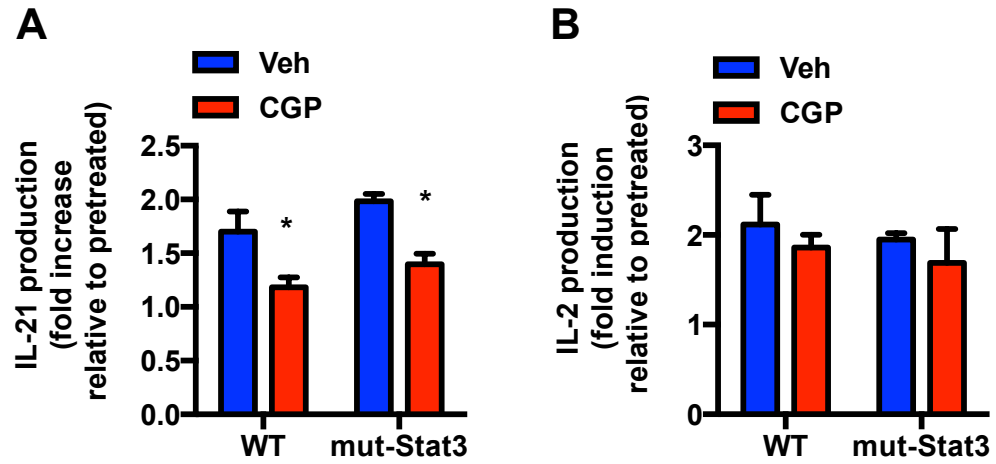 A
Veh
CGP
IL-21 production
(fold increase
relative to pretreated)
2.5
2.0
1.5
1.0
0.5
0.0
*
*
WT
mut-Stat3
B
Veh
CGP
IL-2 production
(fold induction
relative to pretreated)
3
2
1
0
WT
mut-Stat3